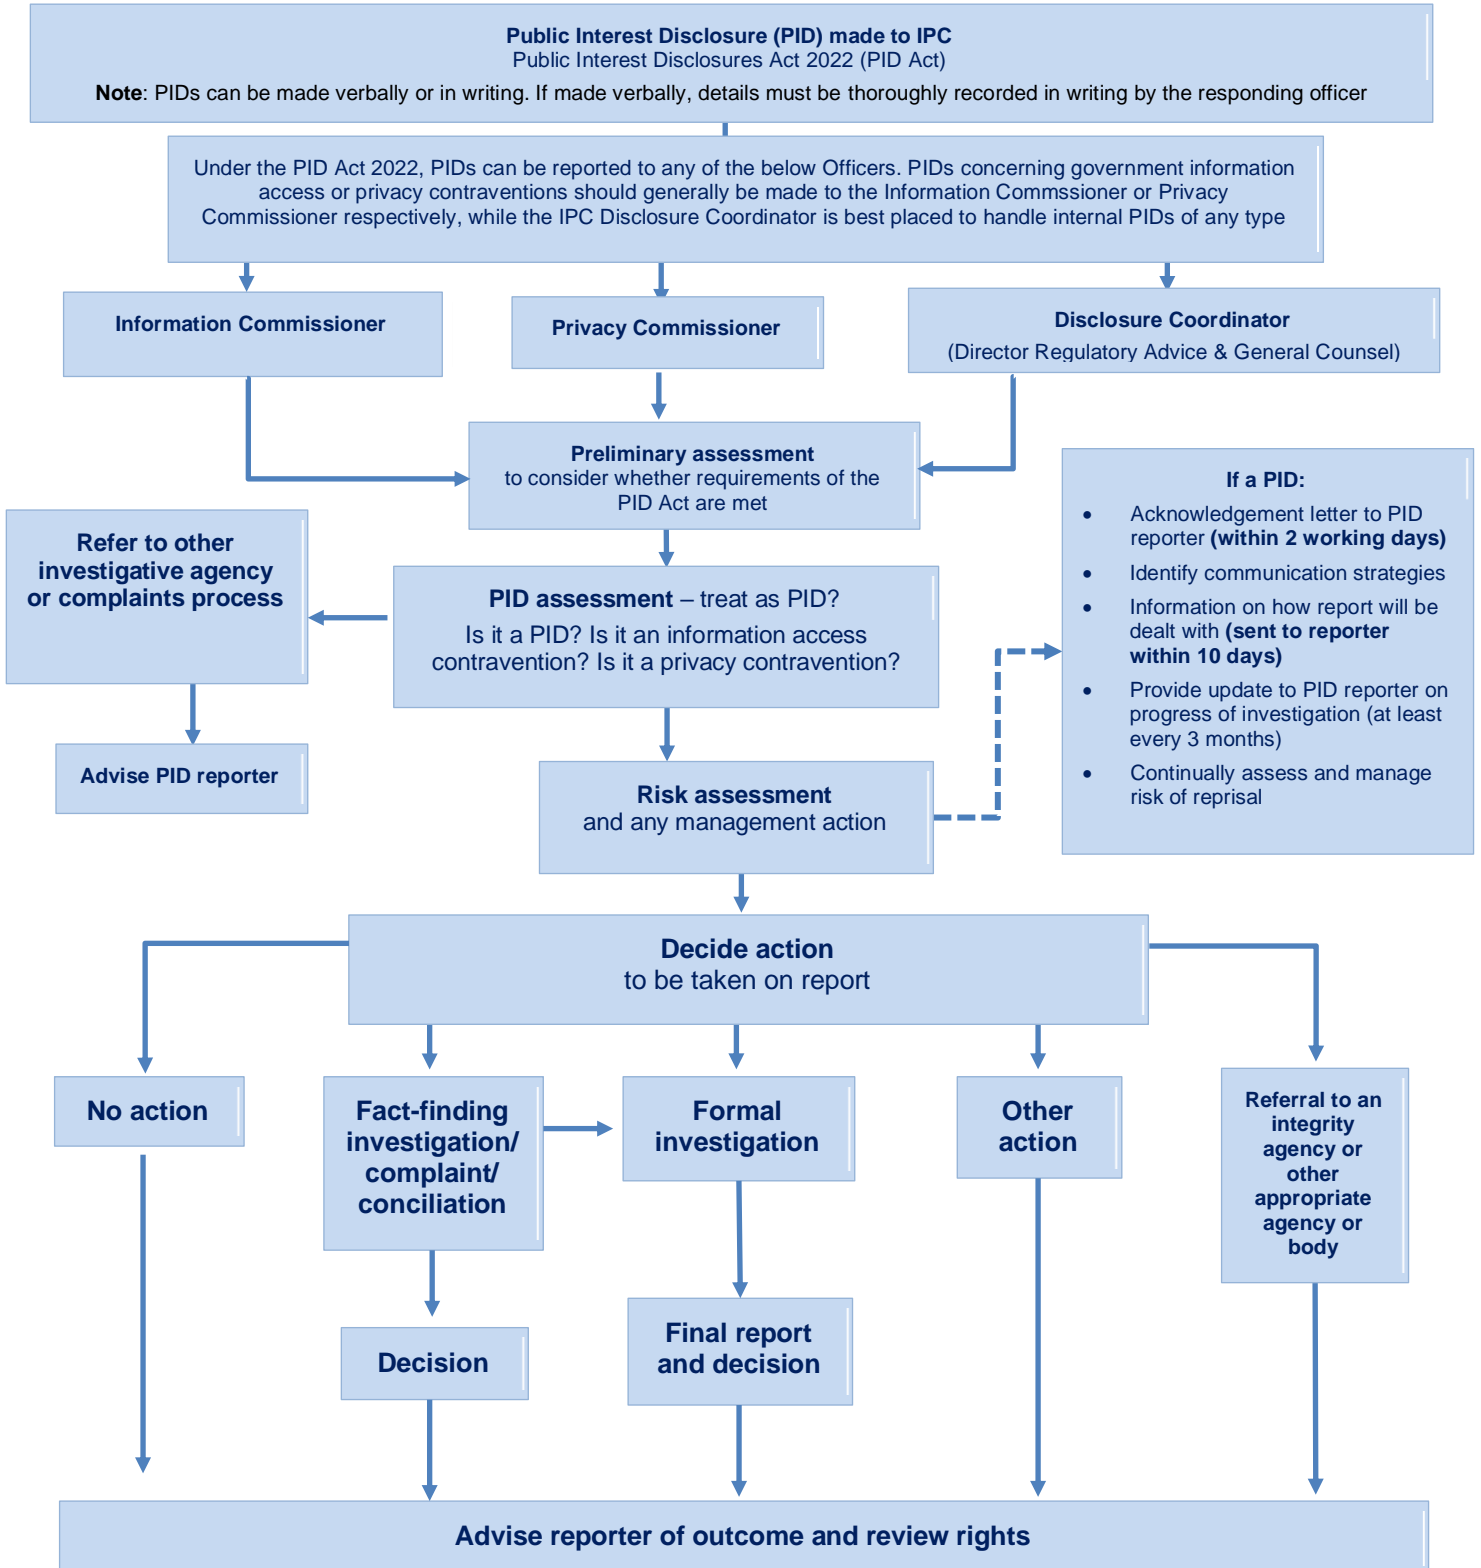 Public Interest Disclosure (PID) made to IPC
Public Interest Disclosures Act 2022 (PID Act)
Note: PIDs can be made verbally or in writing. If made verbally, details must be thoroughly recorded in writing by the responding officer
Under the PID Act 2022, PIDs can be reported to any of the below Officers. PIDs concerning government information
access or privacy contraventions should generally be made to the Information Commssioner or Privacy
Commissioner respectively, while the IPC Disclosure Coordinator is best placed to handle internal PIDs of any type
Information Commissioner
Privacy Commissioner
Disclosure Coordinator
(Director Regulatory Advice & General Counsel)
Preliminary assessment
to consider whether requirements of the
PID Act are met
If a PID:
• Acknowledgement letter to PID
reporter (within 2 working days)
• Identify communication strategies
• Information on how report will be
dealt with (sent to reporter
within 10 days)
• Provide update to PID reporter on
progress of investigation (at least
every 3 months)
• Continually assess and manage
risk of reprisal
Refer to other
investigative agency
or complaints process
PID assessment – treat as PID?
Is it a PID? Is it an information access
contravention? Is it a privacy contravention?
Advise PID reporter
Risk assessment
and any management action
Decide action
to be taken on report
No action
Fact-finding
investigation/
complaint/
conciliation
Formal
investigation
Other
action
Referral to an
integrity
agency or
other
appropriate
agency or
body
Decision
Final report
and decision
Advise reporter of outcome and review rights